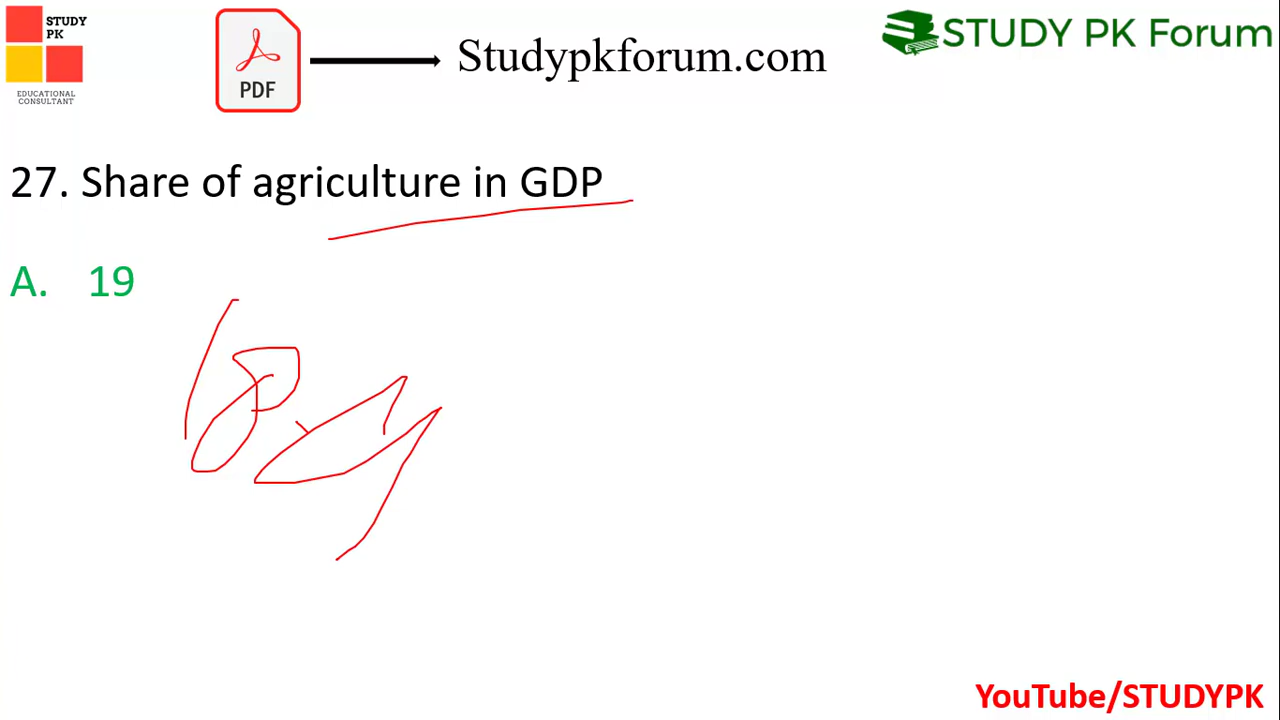 STUDY
PK
EDUCATIONAL
CONSULTANT
PDF
Studypkforum.com
STUDY PK Forum
27. Share of agriculture in GDP
A. 19
YouTube/STUDYPK